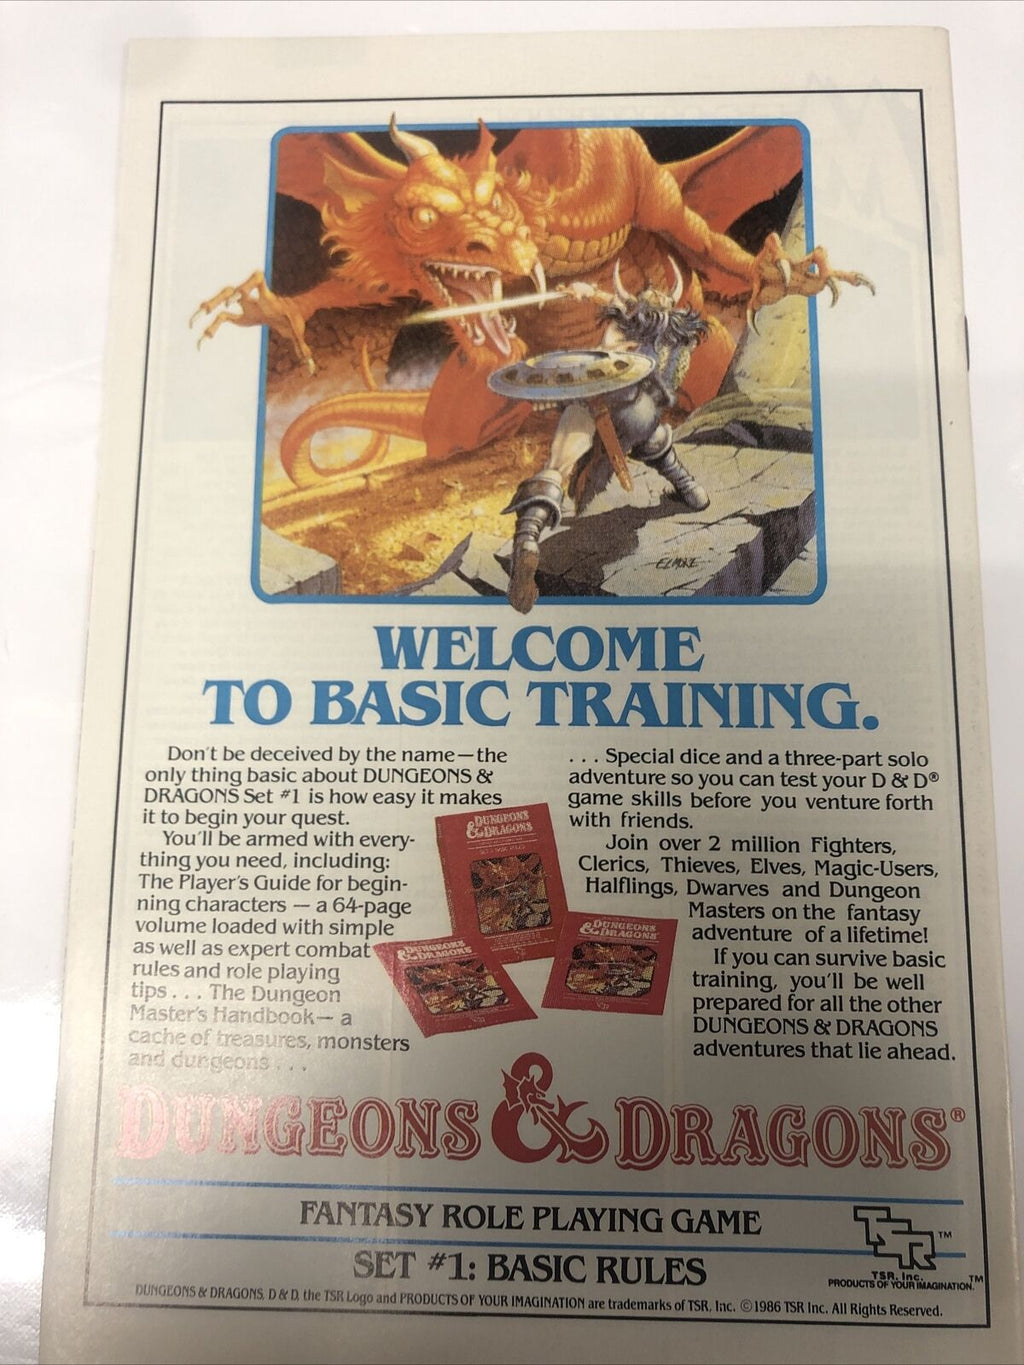 ELMORE
WELCOME
TO BASIC TRAINING.
Don't be deceived by the name—the
only thing basic about DUNGEONS &
DRAGONS Set #1 is how easy it makes
it to begin your quest.
You'll be armed with every-
thing you need, including:
The Player's Guide for begin-
ning characters — a 64-page
volume loaded with simple
as well as expert combat
rules and role playing
tips . . . The Dungeon
Master's Handbook— a
cache of treasures, monsters
and dungeons . . .
. . . Special dice and a three-part solo
adventure so you can test your D & D®
game skills before you venture forth
with friends.
Join over 2 million Fighters,
Clerics, Thieves, Elves, Magic-Users,
Halflings, Dwarves and Dungeon
Masters on the fantasy
adventure of a lifetime!
If you can survive basic
training, you'll be well
prepared for all the other
DUNGEONS & DRAGONS
adventures that lie ahead.
DUNGEONS
& DRAGONS
DUNGEONS
& DRAGONS
DUNGEONS
& DRAGONS
DUNGEONS & DRAGONS®
FANTASY ROLE PLAYING GAME
SET #1: BASIC RULES
TSR™
TSR, Inc.
PRODUCTS OF YOUR IMAGINATION™
DUNGEONS & DRAGONS, D & D, the TSR Logo and PRODUCTS OF YOUR IMAGINATION are trademarks of TSR, Inc. ©1986 TSR Inc. All Rights Reserved.